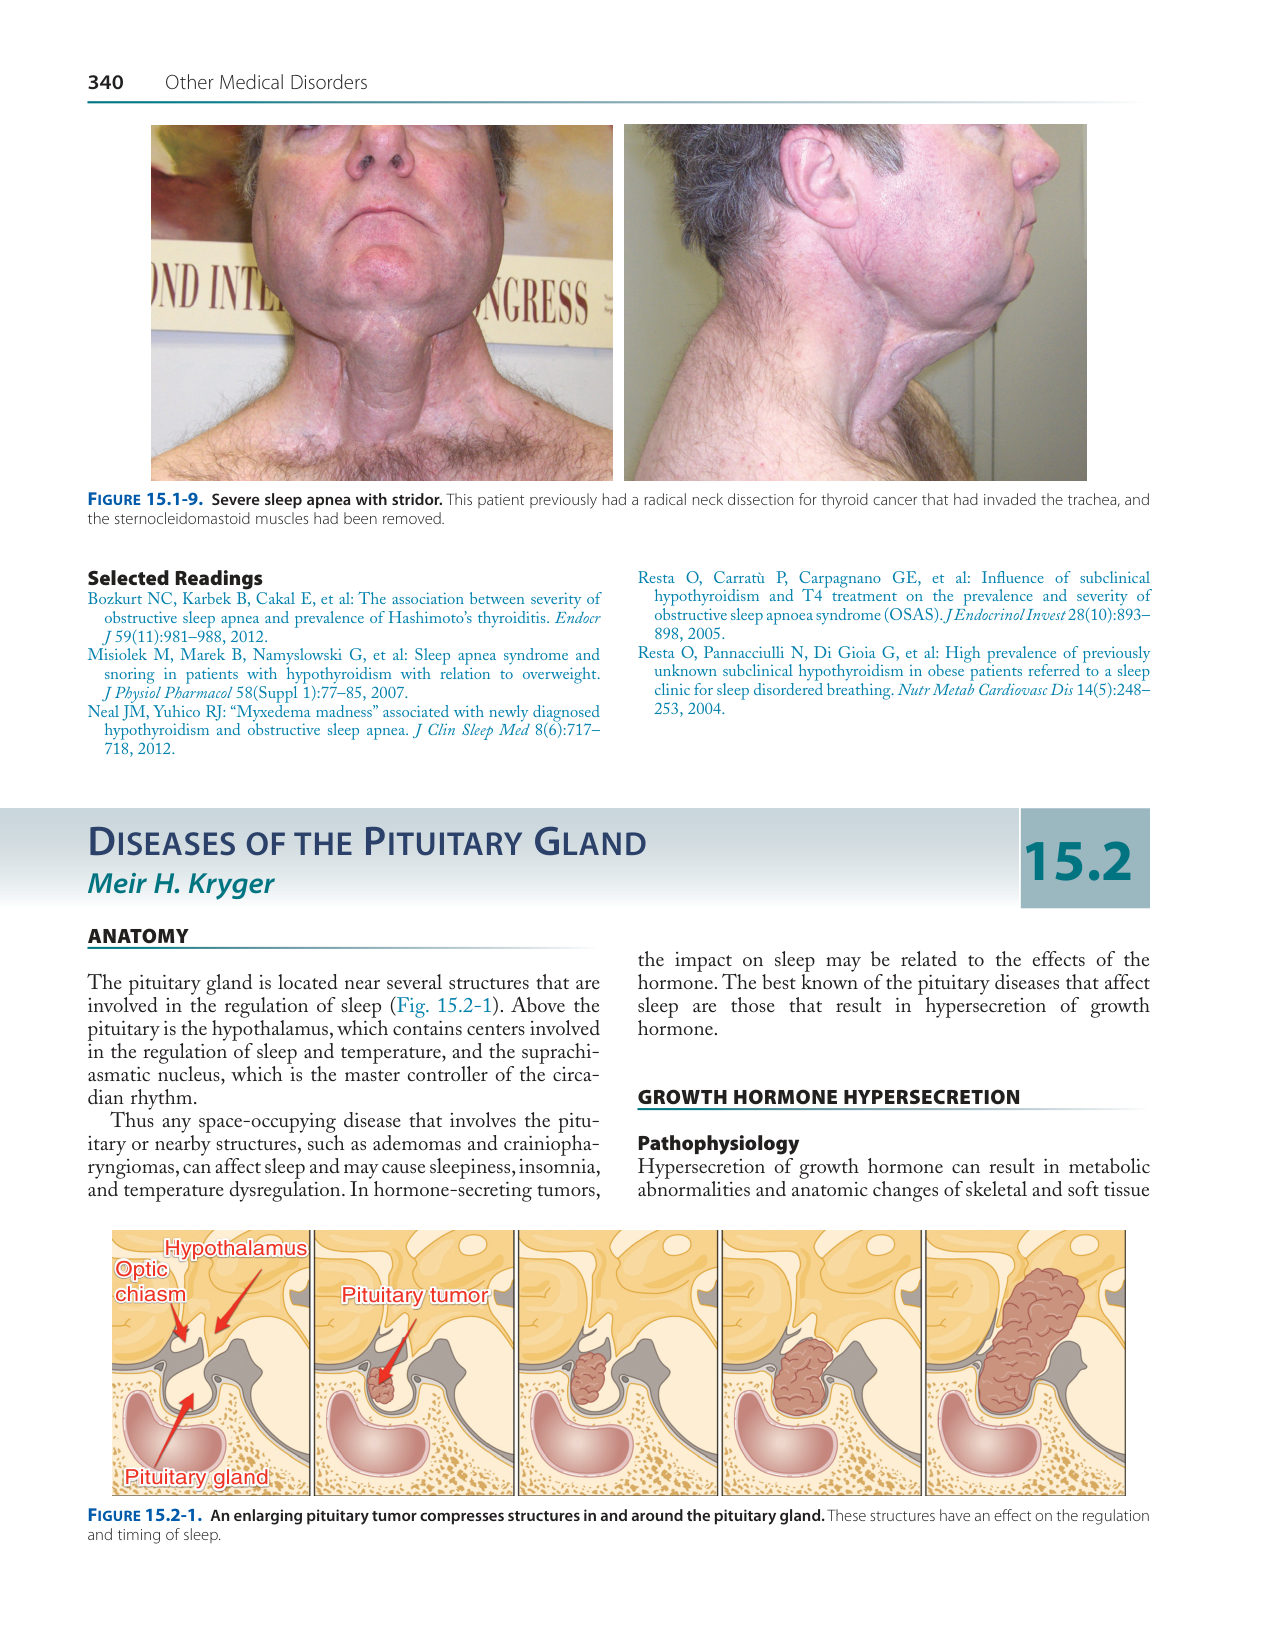 340 Other Medical Disorders
OND INTE
NGRESS
FIGURE 15.1-9. Severe sleep apnea with stridor. This patient previously had a radical neck dissection for thyroid cancer that had invaded the trachea, and
the sternocleidomastoid muscles had been removed.
Selected Readings
Bozkurt NC, Karbek B, Cakal E, et al: The association between severity of
obstructive sleep apnea and prevalence of Hashimoto's thyroiditis. Endocr
J 59(11):981–988, 2012.
Misiolek M, Marek B, Namyslowski G, et al: Sleep apnea syndrome and
snoring in patients with hypothyroidism with relation to overweight.
J Physiol Pharmacol 58(Suppl 1):77–85, 2007.
Neal JM, Yuhico RJ: “Myxedema madness” associated with newly diagnosed
hypothyroidism and obstructive sleep apnea. J Clin Sleep Med 8(6):717–
718, 2012.
Resta O, Carratù P, Carpagnano GE, et al: Influence of subclinical
hypothyroidism and T4 treatment on the prevalence and severity of
obstructive sleep apnoea syndrome (OSAS). J Endocrinol Invest 28(10):893–
898, 2005.
Resta O, Pannacciulli N, Di Gioia G, et al: High prevalence of previously
unknown subclinical hypothyroidism in obese patients referred to a sleep
clinic for sleep disordered breathing. Nutr Metab Cardiovasc Dis 14(5):248–
253, 2004.
DISEASES OF THE PITUITARY GLAND
Meir H. Kryger
15.2
ANATOMY
The pituitary gland is located near several structures that are
involved in the regulation of sleep (Fig. 15.2-1). Above the
pituitary is the hypothalamus, which contains centers involved
in the regulation of sleep and temperature, and the suprachi-
asmatic nucleus, which is the master controller of the circa-
dian rhythm.
Thus any space-occupying disease that involves the pitu-
itary or nearby structures, such as ademomas and crainiopha-
ryngiomas, can affect sleep and may cause sleepiness, insomnia,
and temperature dysregulation. In hormone-secreting tumors,
the impact on sleep may be related to the effects of the
hormone. The best known of the pituitary diseases that affect
sleep are those that result in hypersecretion of growth
hormone.
GROWTH HORMONE HYPERSECRETION
Pathophysiology
Hypersecretion of growth hormone can result in metabolic
abnormalities and anatomic changes of skeletal and soft tissue
Hypothalamus
Optic
chiasm
Pituitary tumor
Pituitary gland
FIGURE 15.2-1. An enlarging pituitary tumor compresses structures in and around the pituitary gland. These structures have an effect on the regulation
and timing of sleep.